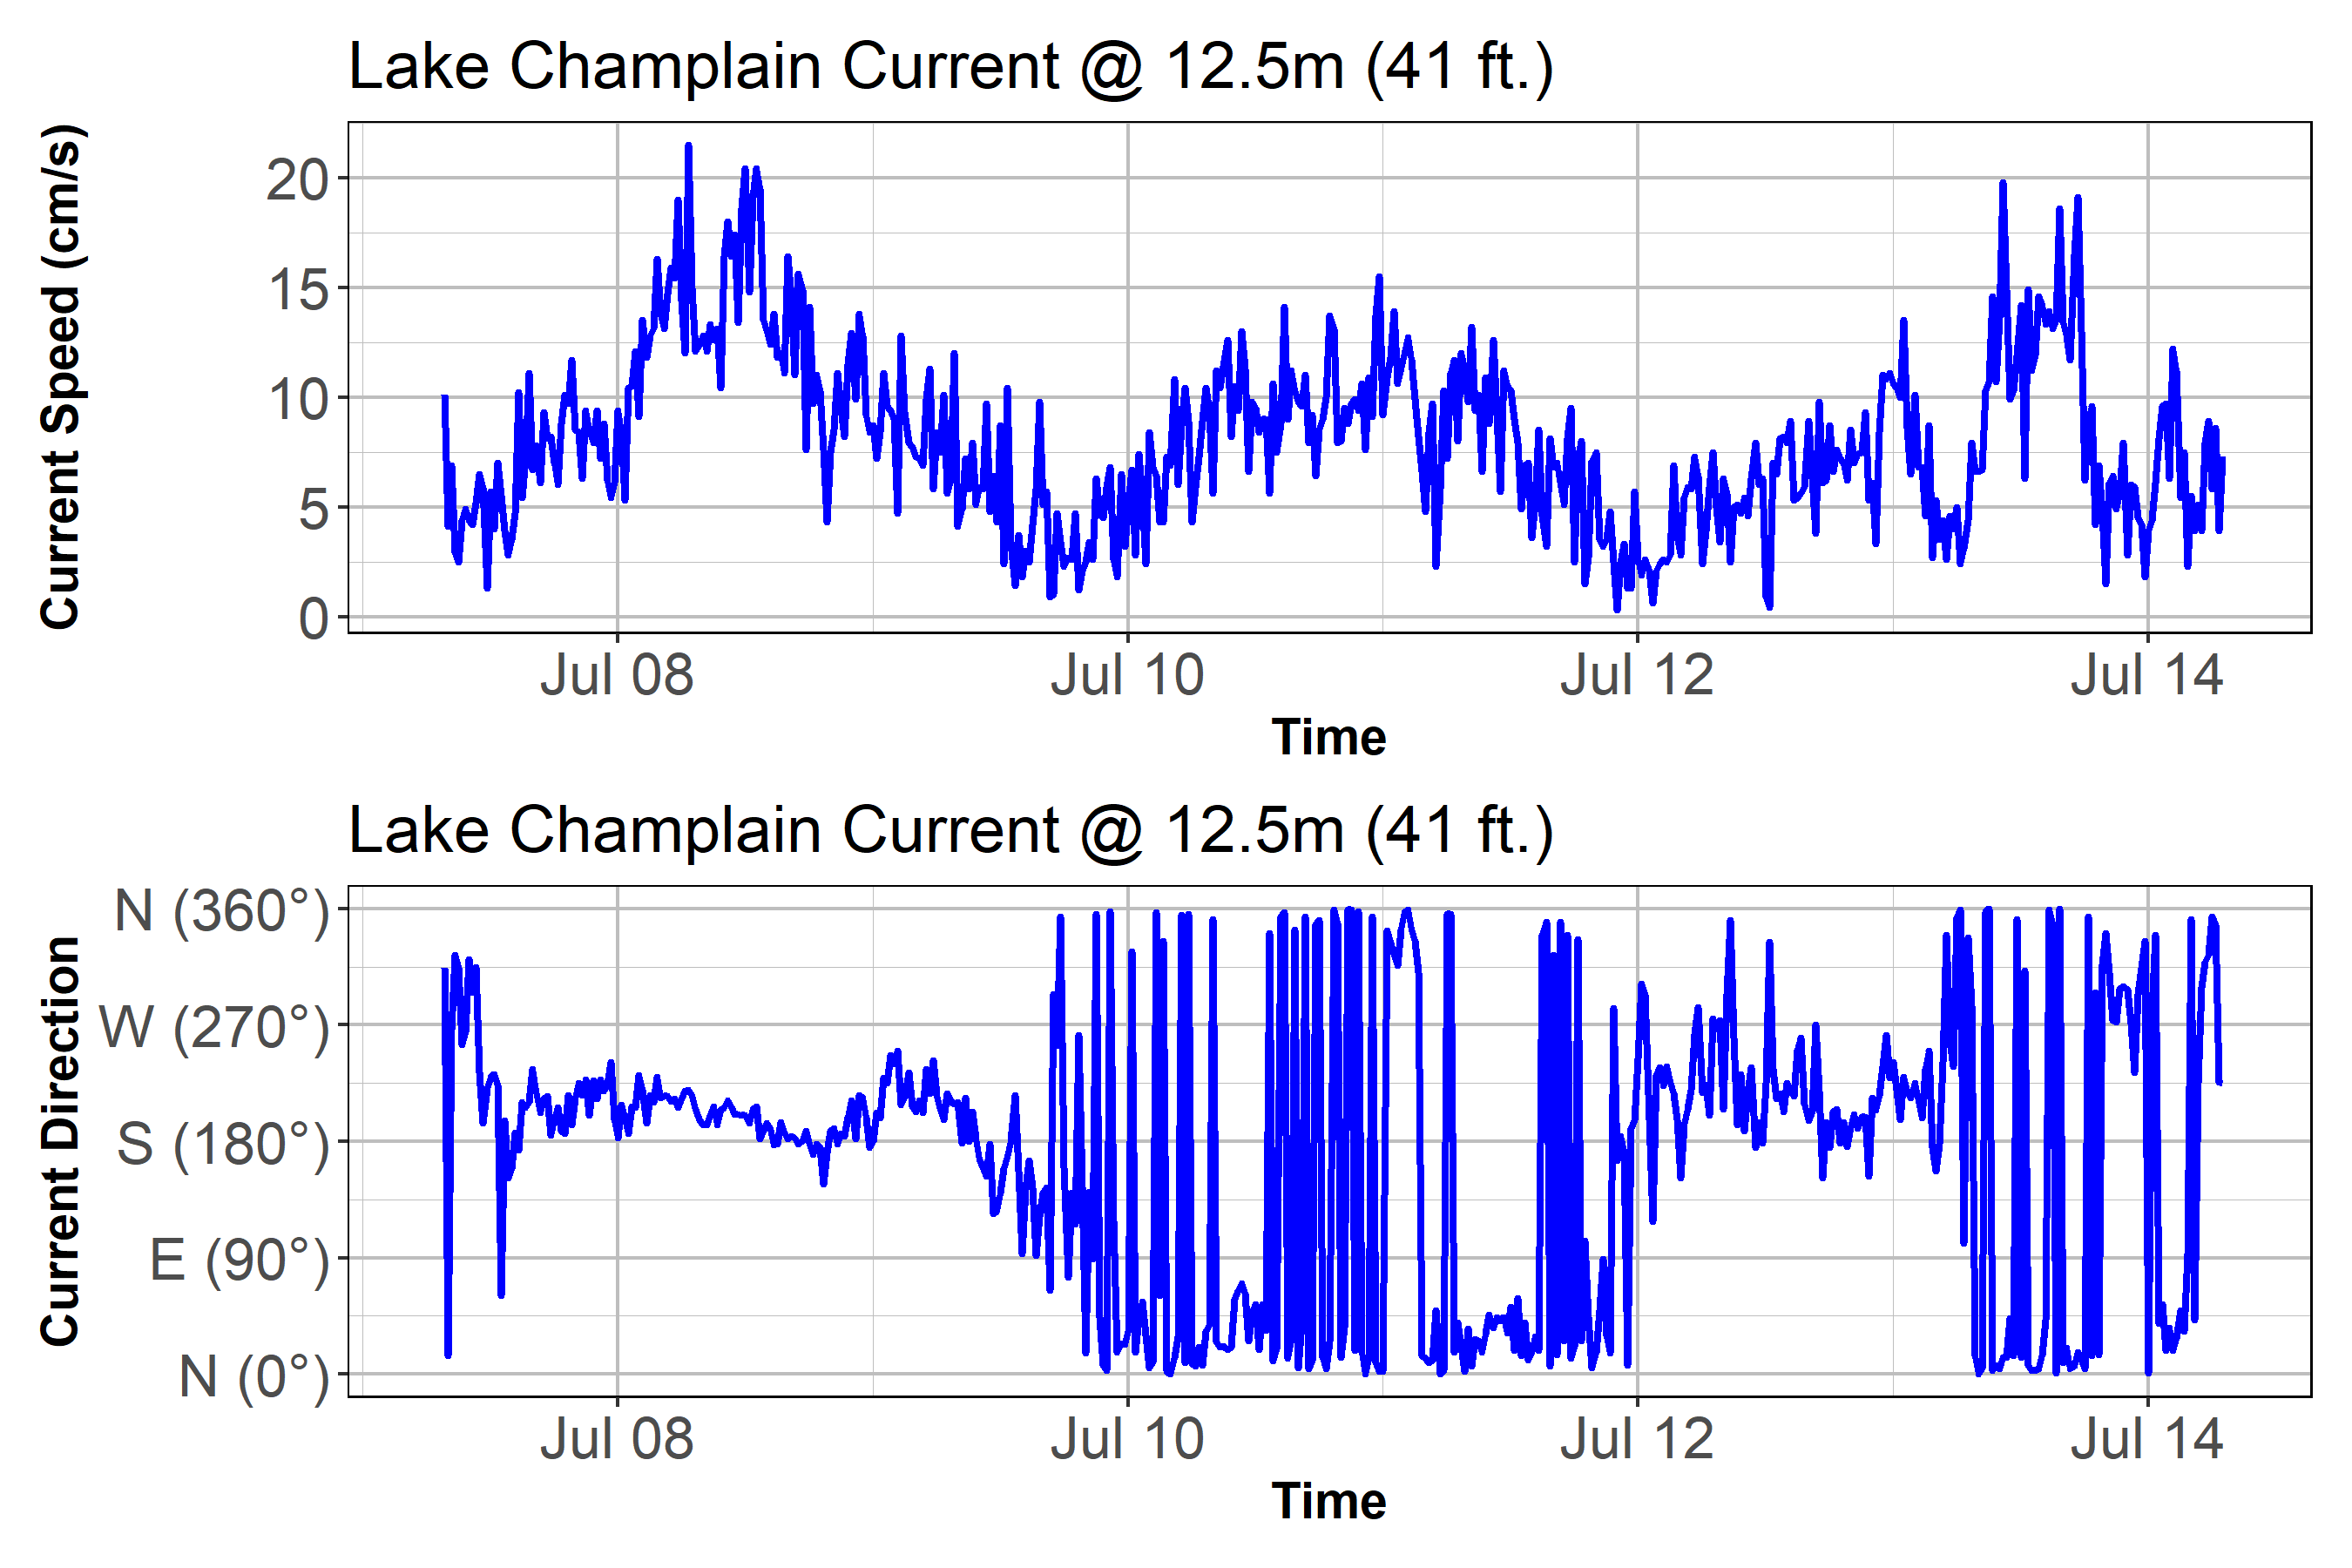 Lake Champlain Current @ 12.5m (41 ft.)
Current Speed (cm/s)
20
15
10
5
0
Jul 08 Jul 10 Jul 12 Jul 14
Time
Lake Champlain Current @ 12.5m (41 ft.)
Current Direction
N (360°)
W (270°)
S (180°)
E (90°)
N (0°)
Jul 08 Jul 10 Jul 12 Jul 14
Time